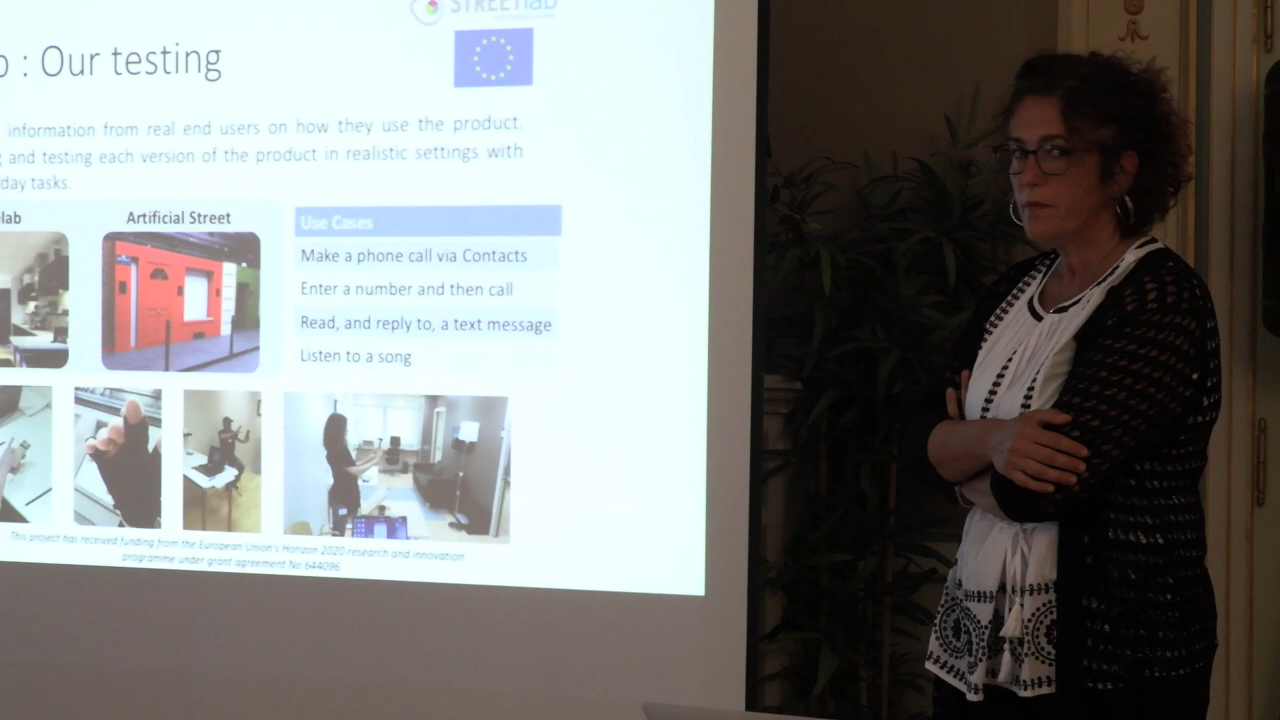 STREETlab
: Our testing
information from real end users on how they use the product.
and testing each version of the product in realistic settings with
day tasks.
lab
Artificial Street
Use Cases
Make a phone call via Contacts
Enter a number and then call
Read, and reply to, a text message
Listen to a song
This project has received funding from the European Union's Horizon 2020 research and innovation
programme under grant agreement No 644096